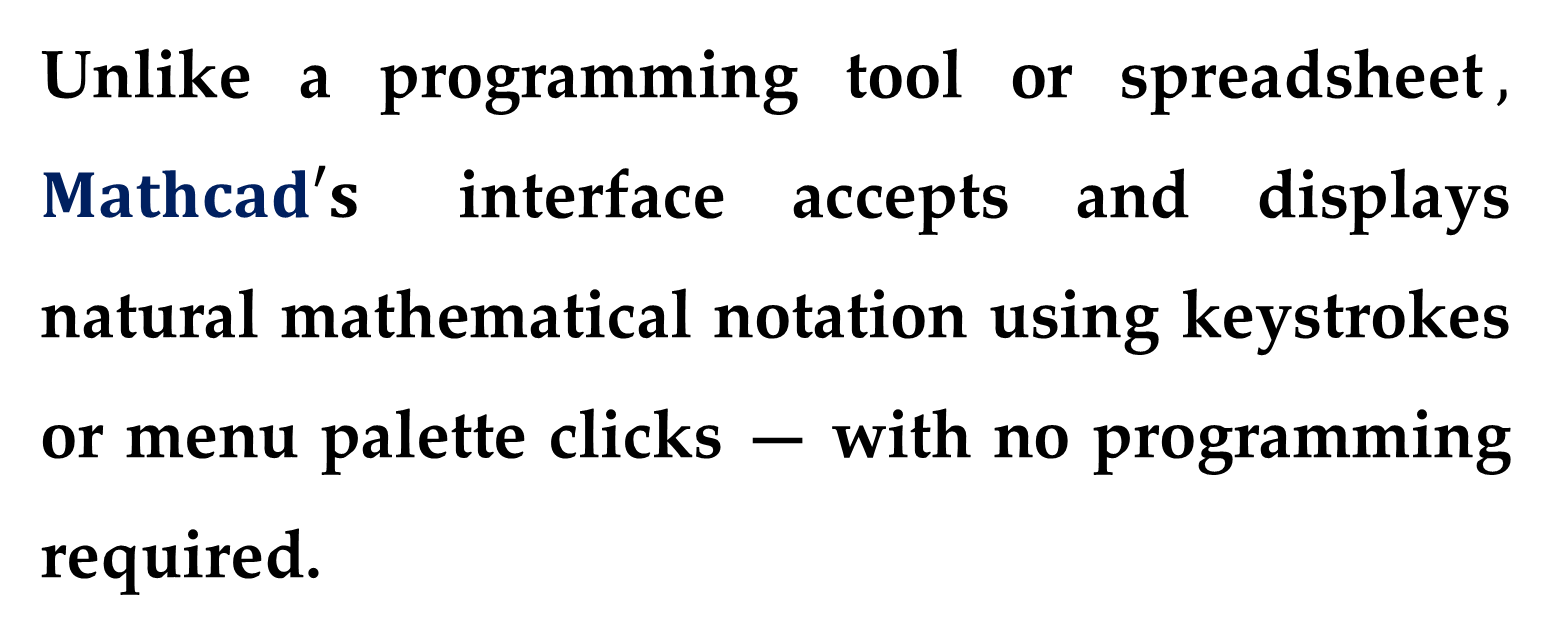 Unlike a programming tool or spreadsheet,
Mathcad's interface accepts and displays
natural mathematical notation using keystrokes
or menu palette clicks — with no programming
required.